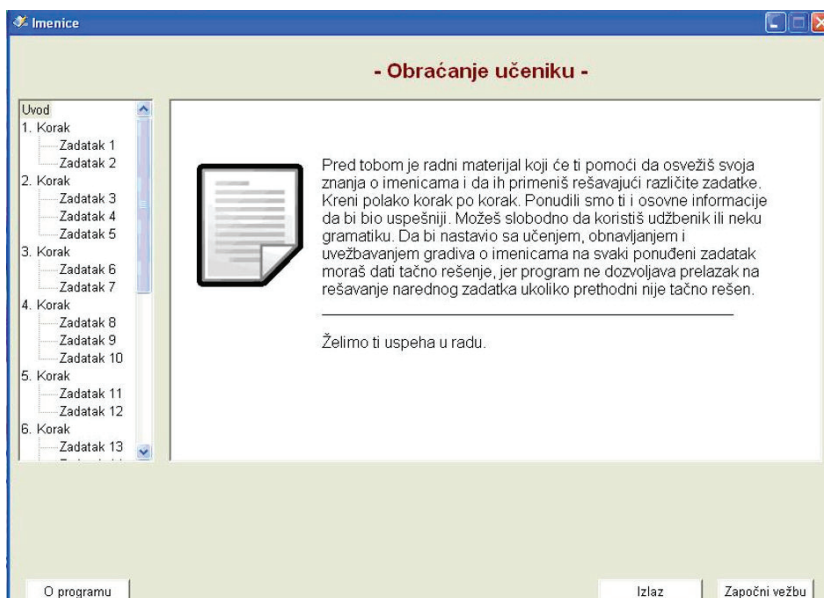 Imenice
- Obraćanje učeniku -
Uvod
1. Korak
Zadatak 1
Zadatak 2
2. Korak
Zadatak 3
Zadatak 4
Zadatak 5
3. Korak
Zadatak 6
Zadatak 7
4. Korak
Zadatak 8
Zadatak 9
Zadatak 10
5. Korak
Zadatak 11
Zadatak 12
6. Korak
Zadatak 13
Pred tobom je radni materijal koji će ti pomoći da osvežiš svoja
znanja o imenicama i da ih primeniš rešavajući različite zadatke.
Kreni polako korak po korak. Ponudili smo ti i osovne informacije
da bi bio uspešniji. Možeš slobodno da koristiš udžbenik ili neku
gramatiku. Da bi nastavio sa učenjem, obnavljanjem i
uvežbavanjem gradiva o imenicama na svaki ponuđeni zadatak
moraš dati tačno rešenje, jer program ne dozvoljava prelazak na
rešavanje narednog zadatka ukoliko prethodni nije tačno rešen.
Želimo ti uspeha u radu.
O programu
Izlaz
Započni vežbu